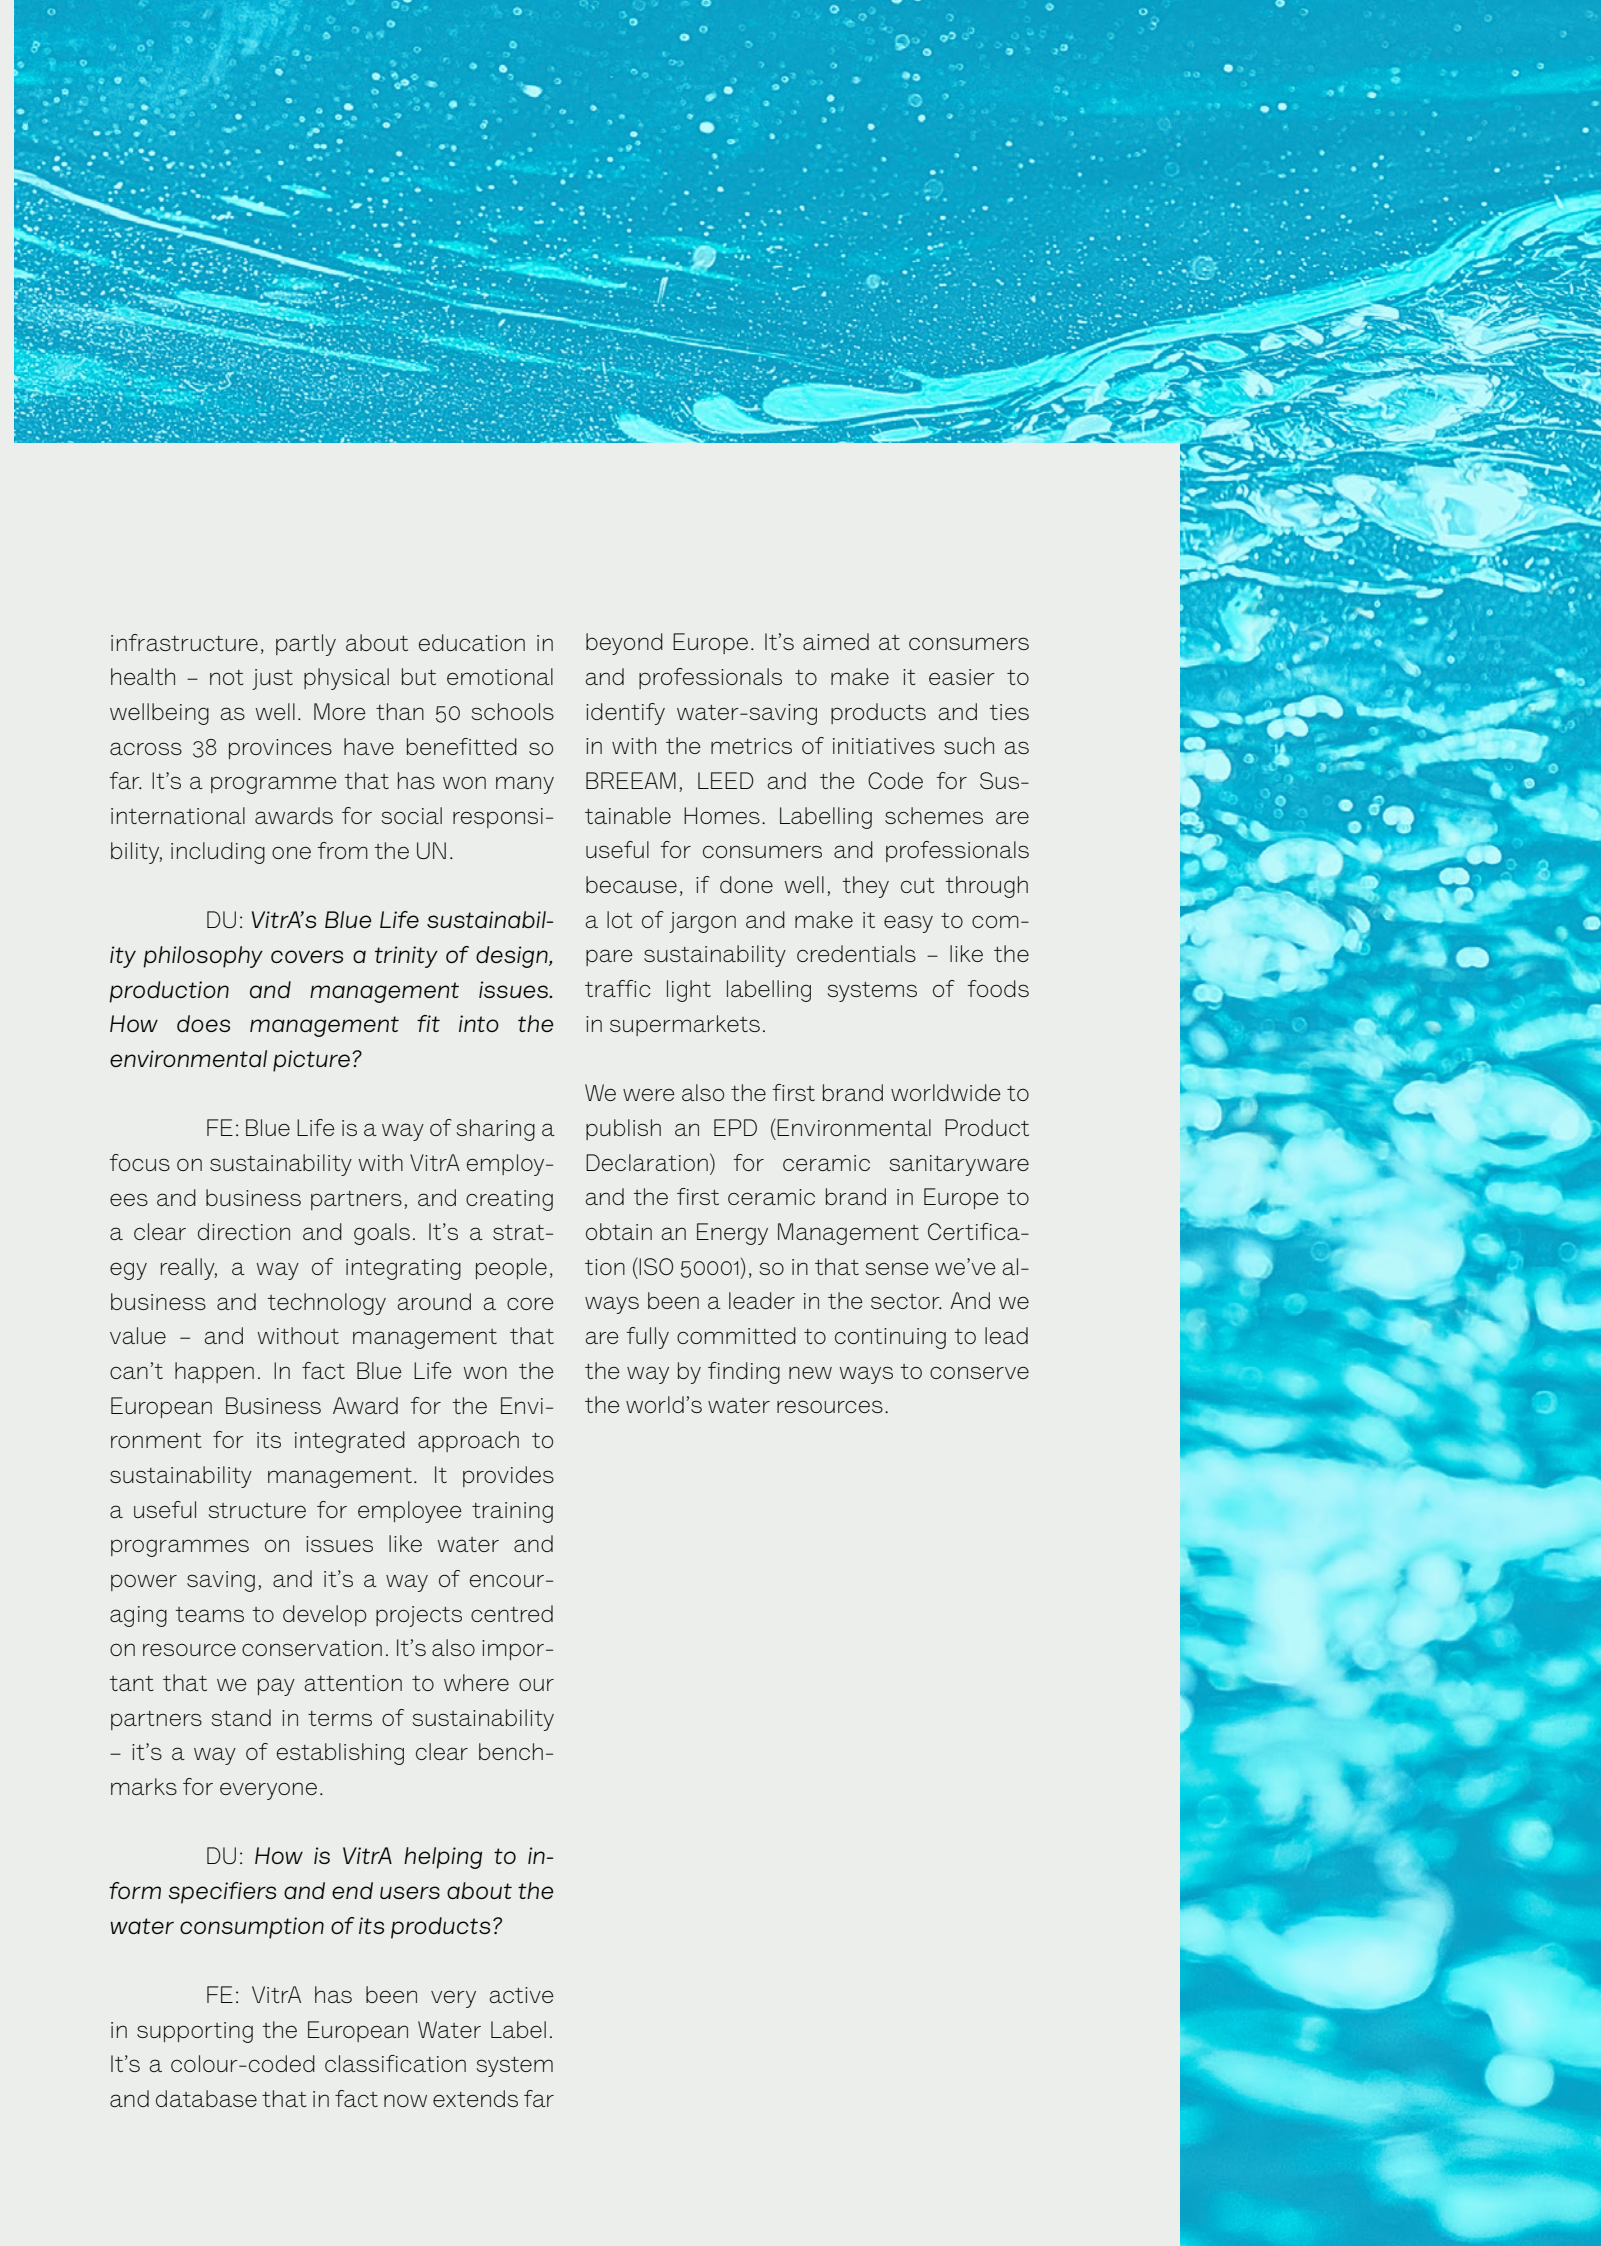 infrastructure, partly about education in
health – not just physical but emotional
wellbeing as well. More than 50 schools
across 38 provinces have benefitted so
far. It’s a programme that has won many
international awards for social responsi-
bility, including one from the UN.
DU: VitrA’s Blue Life sustainabil-
ity philosophy covers a trinity of design,
production and management issues.
How does management fit into the
environmental picture?
FE: Blue Life is a way of sharing a
focus on sustainability with VitrA employ-
ees and business partners, and creating
a clear direction and goals. It’s a strat-
egy really, a way of integrating people,
business and technology around a core
value – and without management that
can’t happen. In fact Blue Life won the
European Business Award for the Envi-
ronment for its integrated approach to
sustainability management. It provides
a useful structure for employee training
programmes on issues like water and
power saving, and it’s a way of encour-
aging teams to develop projects centred
on resource conservation. It’s also impor-
tant that we pay attention to where our
partners stand in terms of sustainability
– it’s a way of establishing clear bench-
marks for everyone.
DU: How is VitrA helping to in-
form specifiers and end users about the
water consumption of its products?
FE: VitrA has been very active
in supporting the European Water Label.
It’s a colour-coded classification system
and database that in fact now extends far
beyond Europe. It’s aimed at consumers
and professionals to make it easier to
identify water-saving products and ties
in with the metrics of initiatives such as
BREEAM, LEED and the Code for Sus-
tainable Homes. Labelling schemes are
useful for consumers and professionals
because, if done well, they cut through
a lot of jargon and make it easy to com-
pare sustainability credentials – like the
traffic light labelling systems of foods
in supermarkets.
We were also the first brand worldwide to
publish an EPD (Environmental Product
Declaration) for ceramic sanitaryware
and the first ceramic brand in Europe to
obtain an Energy Management Certifica-
tion (ISO 50001), so in that sense we’ve al-
ways been a leader in the sector. And we
are fully committed to continuing to lead
the way by finding new ways to conserve
the world’s water resources.